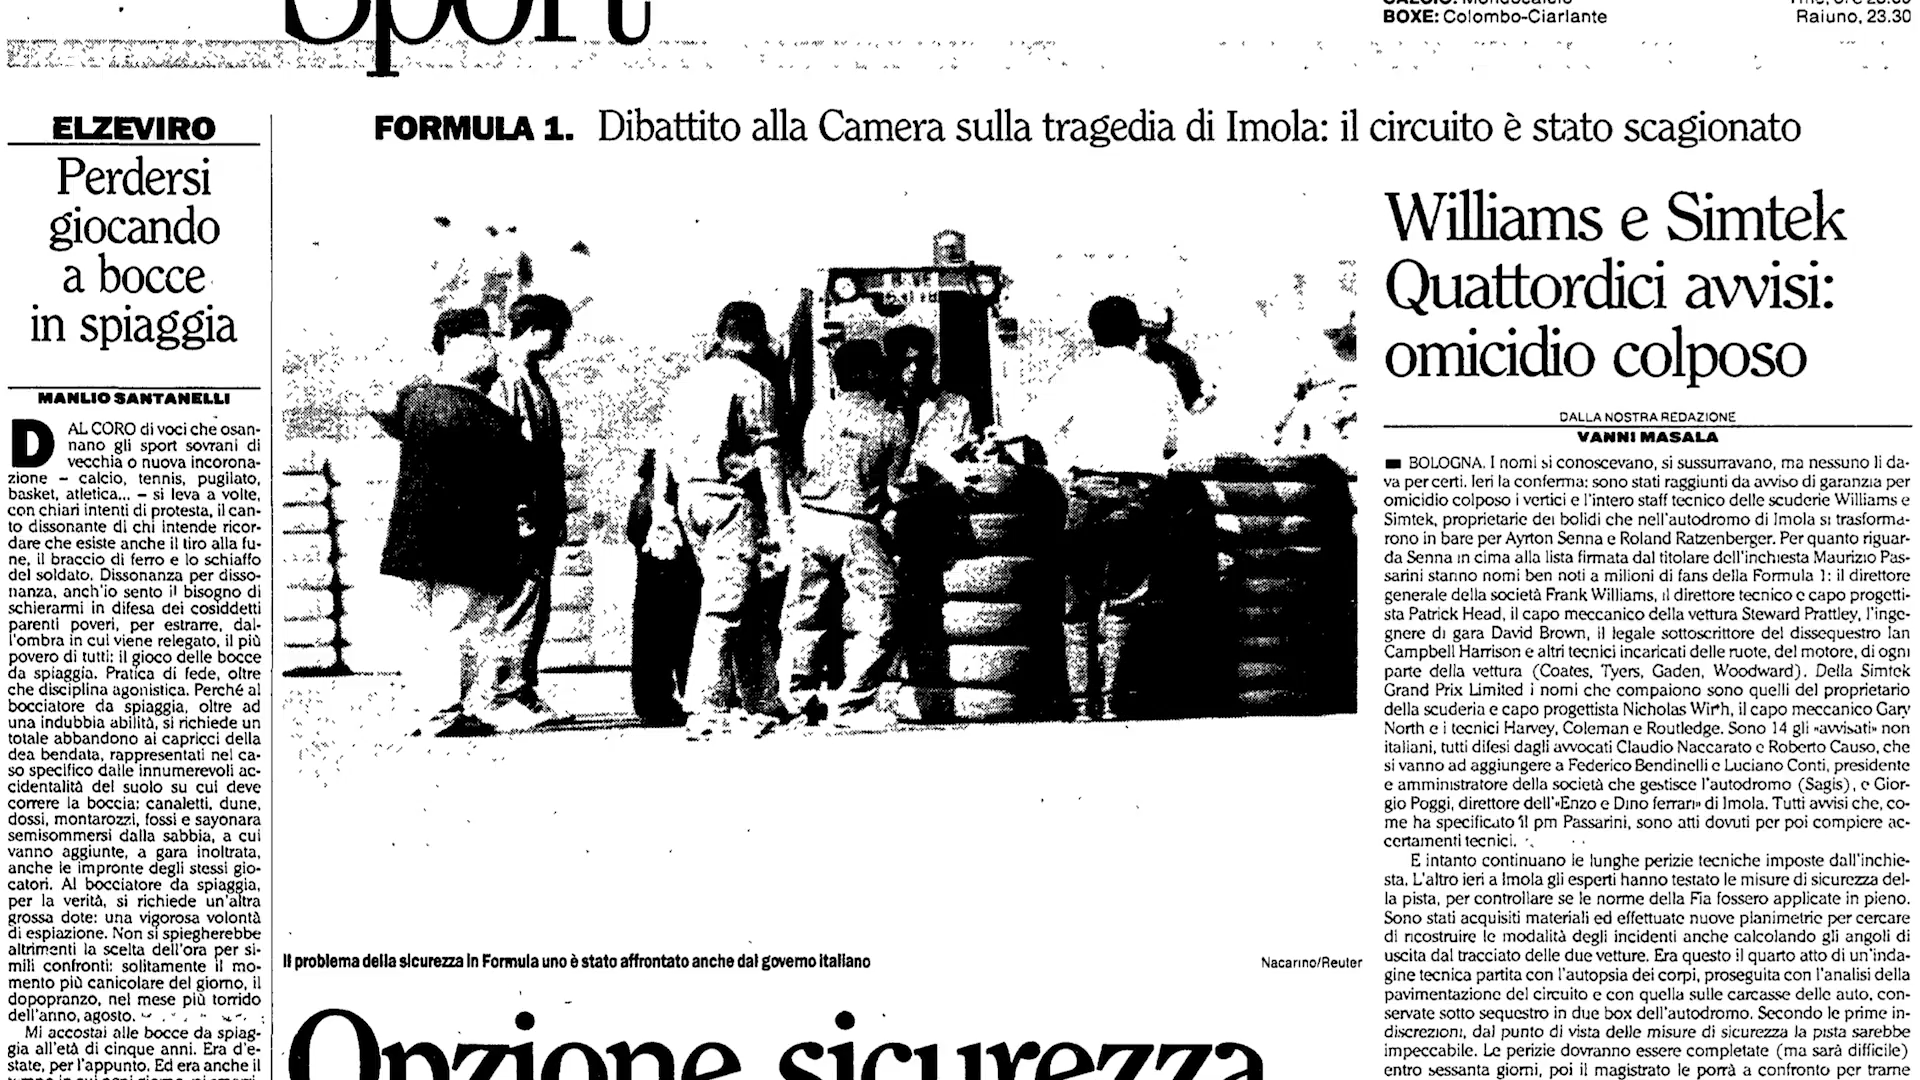 Sport
BOXE: Colombo-Ciarlante
Raiuno, 23.30
ELZEVIRO
Perdersi
giocando
a bocce
in spiaggia
MANLIO SANTANELLI
DAL CORO di voci che osan-
nano gli sport sovrani di
vecchia o nuova incorona-
zione – calcio, tennis, pugilato,
basket, atletica... – si leva a volte,
con chiari intenti di protesta, il can-
to dissonante di chi intende ricor-
dare che esiste anche il tiro alla fu-
ne, il braccio di ferro e lo schiaffo
del soldato. Dissonanza per disso-
nanza, anch'io sento il bisogno di
schierarmi in difesa dei cosiddetti
parenti poveri, per estrarre, dal-
l'ombra in cui viene relegato, il più
povero di tutti: il gioco delle bocce
da spiaggia. Pratica di fede, oltre
che disciplina agonistica. Perché al
bocciatore da spiaggia, oltre ad
una indubbia abilità, si richiede un
totale abbandono ai capricci della
dea bendata, rappresentati nel ca-
so specifico dalle innumerevoli ac-
cidentalità del suolo su cui deve
correre la boccia: canaletti, dune,
dossi, montarozzi, fossi e sayonara
semisommersi dalla sabbia, a cui
vanno aggiunte, a gara inoltrata,
anche le impronte degli stessi gio-
catori. Al bocciatore da spiaggia,
per la verità, si richiede un'altra
grossa dote: una vigorosa volontà
di espiazione. Non si spiegherebbe
altrimenti la scelta dell'ora per si-
mili confronti: solitamente il mo-
mento più canicolare del giorno, il
dopopranzo, nel mese più torrido
dell'anno, agosto.
Mi accostai alle bocce da spiag-
gia all'età di cinque anni. Era d'e-
state, per l'appunto. Ed era anche il
FORMULA 1. Dibattito alla Camera sulla tragedia di Imola: il circuito è stato scagionato
Il problema della sicurezza in Formula uno è stato affrontato anche dal governo italiano
Nacarino/Reuter
Opzione sicurezza
Williams e Simtek
Quattordici avvisi:
omicidio colposo
DALLA NOSTRA REDAZIONE
VANNI MASALA
BOLOGNA. I nomi si conoscevano, si sussurravano, ma nessuno li da-
va per certi. Ieri la conferma: sono stati raggiunti da avviso di garanzia per
omicidio colposo i vertici e l'intero staff tecnico delle scuderie Williams e
Simtek, proprietarie dei bolidi che nell'autodromo di Imola si trasforma-
rono in bare per Ayrton Senna e Roland Ratzenberger. Per quanto riguar-
da Senna in cima alla lista firmata dal titolare dell'inchiesta Maurizio Pas-
sarini stanno nomi ben noti a milioni di fans della Formula 1: il direttore
generale della società Frank Williams, il direttore tecnico e capo progetti-
sta Patrick Head, il capo meccanico della vettura Steward Prattley, l'inge-
gnere di gara David Brown, il legale sottoscrittore del dissequestro Ian
Campbell Harrison e altri tecnici incaricati delle ruote, del motore, di ogni
parte della vettura (Coates, Tyers, Gaden, Woodward). Della Simtek
Grand Prix Limited i nomi che compaiono sono quelli del proprietario
della scuderia e capo progettista Nicholas Wirh, il capo meccanico Gary
North e i tecnici Harvey, Coleman e Routledge. Sono 14 gli «avvisati» non
italiani, tutti difesi dagli avvocati Claudio Naccarato e Roberto Causo, che
si vanno ad aggiungere a Federico Bendinelli e Luciano Conti, presidente
e amministratore della società che gestisce l'autodromo (Sagis), e Gior-
gio Poggi, direttore dell'«Enzo e Dino ferrari» di Imola. Tutti avvisi che, co-
me ha specificato il pm Passarini, sono atti dovuti per poi compiere ac-
certamenti tecnici.
E intanto continuano le lunghe perizie tecniche imposte dall'inchie-
sta. L'altro ieri a Imola gli esperti hanno testato le misure di sicurezza del-
la pista, per controllare se le norme della Fia fossero applicate in pieno.
Sono stati acquisiti materiali ed effettuate nuove planimetrie per cercare
di ricostruire le modalità degli incidenti anche calcolando gli angoli di
uscita dal tracciato delle due vetture. Era questo il quarto atto di un'inda-
gine tecnica partita con l'autopsia dei corpi, proseguita con l'analisi della
pavimentazione del circuito e con quella sulle carcasse delle auto, con-
servate sotto sequestro in due box dell'autodromo. Secondo le prime in-
discrezioni, dal punto di vista delle misure di sicurezza la pista sarebbe
impeccabile. Le perizie dovranno essere completate (ma sarà difficile)
entro sessanta giorni, poi il magistrato le porrà a confronto per trarne